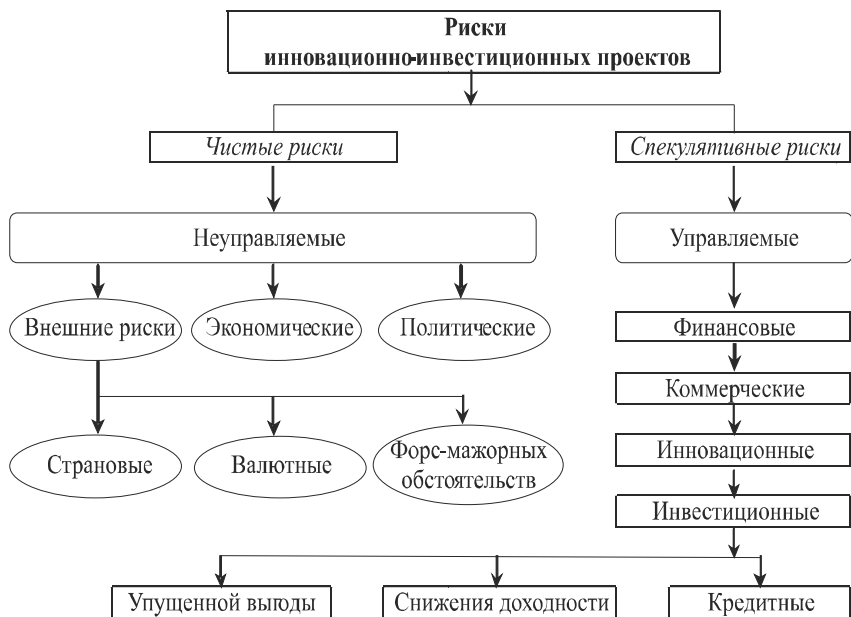 Риски
инновационно-инвестиционных проектов
Чистые риски
Спекулятивные риски
Неуправляемые
Управляемые
Внешние риски
Экономические
Политические
Финансовые
Коммерческие
Страновые
Валютные
Форс-мажорных
обстоятельств
Инновационные
Инвестиционные
Упущенной выгоды
Снижения доходности
Кредитные